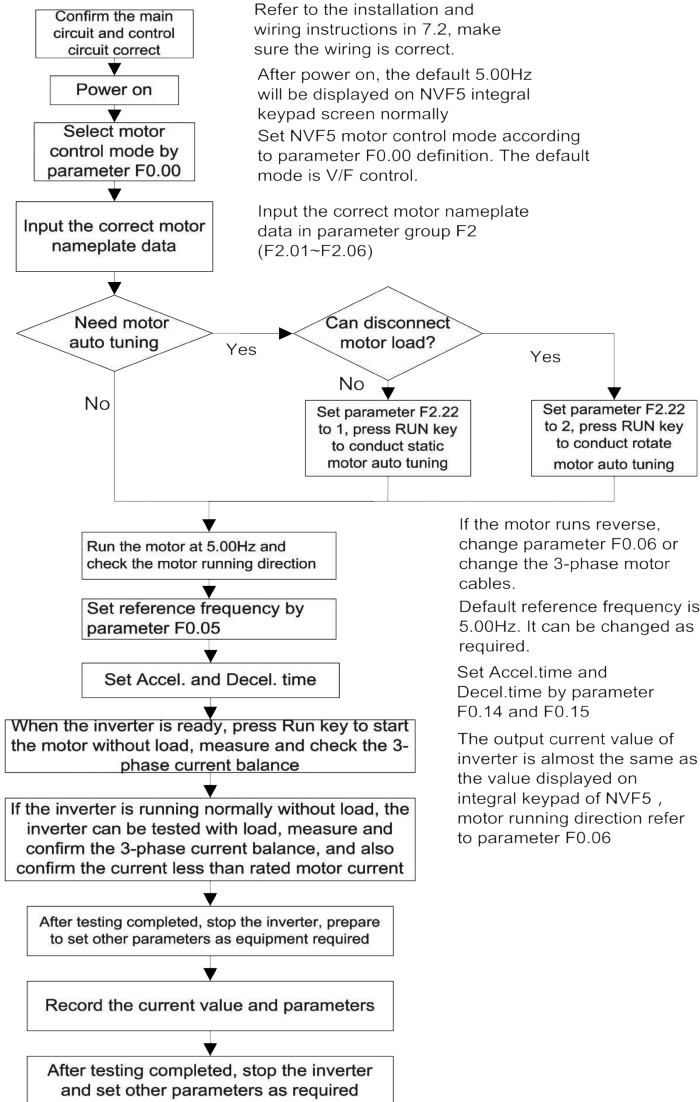 Confirm the main
circuit and control
circuit correct
Refer to the installation and
wiring instructions in 7.2, make
sure the wiring is correct.
Power on
After power on, the default 5.00Hz
will be displayed on NVF5 integral
keypad screen normally
Select motor
control mode by
parameter F0.00
Set NVF5 motor control mode according
to parameter F0.00 definition. The default
mode is V/F control.
Input the correct motor
nameplate data
Input the correct motor nameplate
data in parameter group F2
(F2.01~F2.06)
Need motor
auto tuning
Yes
Can disconnect
motor load?
Yes
No
No
Set parameter F2.22
to 1, press RUN key
to conduct static
motor auto tuning
Set parameter F2.22
to 2, press RUN key
to conduct rotate
motor auto tuning
Run the motor at 5.00Hz and
check the motor running direction
If the motor runs reverse,
change parameter F0.06 or
change the 3-phase motor
cables.
Set reference frequency by
parameter F0.05
Default reference frequency is
5.00Hz. It can be changed as
required.
Set Accel. and Decel. time
Set Accel.time and
Decel.time by parameter
F0.14 and F0.15
When the inverter is ready, press Run key to start
the motor without load, measure and check the 3-
phase current balance
The output current value of
inverter is almost the same as
the value displayed on
integral keypad of NVF5 ,
motor running direction refer
to parameter F0.06
If the inverter is running normally without load, the
inverter can be tested with load, measure and
confirm the 3-phase current balance, and also
confirm the current less than rated motor current
After testing completed, stop the inverter, prepare
to set other parameters as equipment required
Record the current value and parameters
After testing completed, stop the inverter
and set other parameters as required